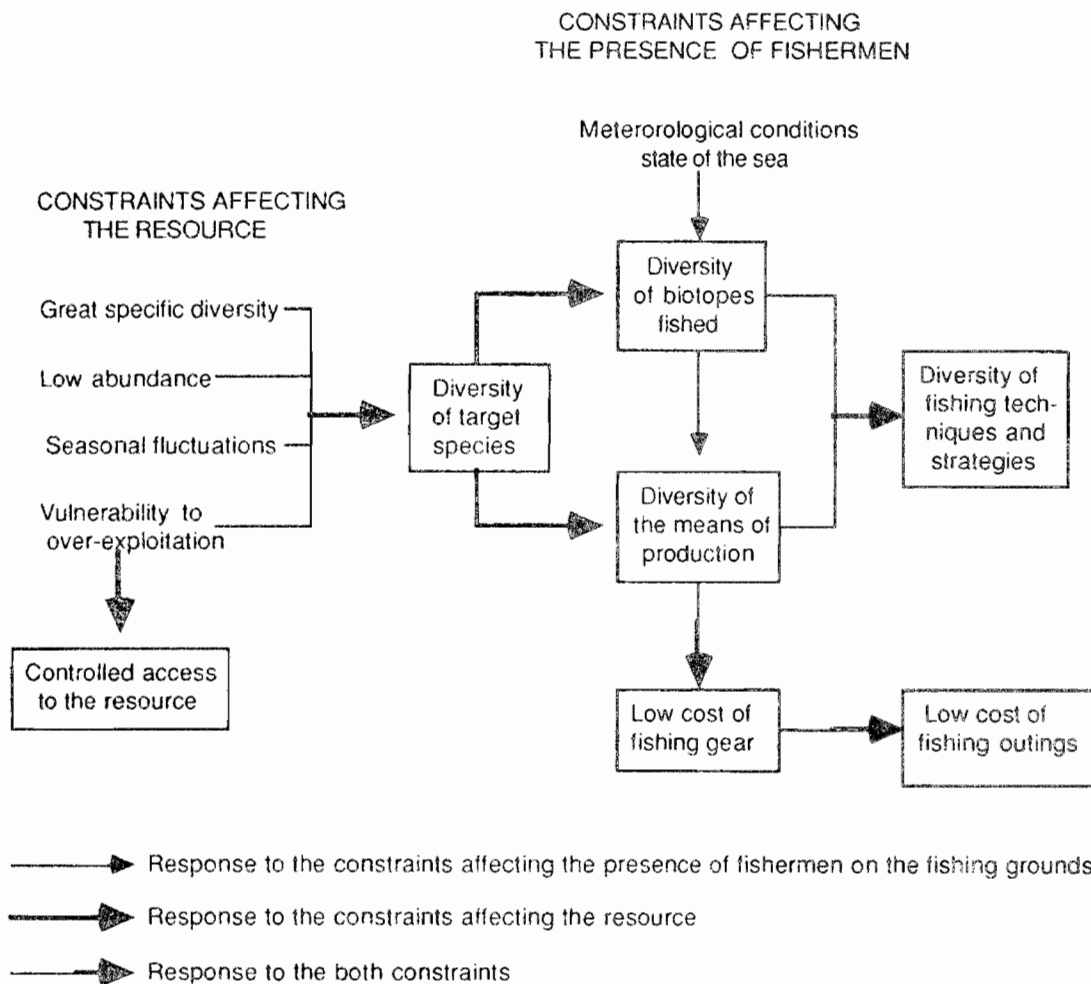 CONSTRAINTS AFFECTING
THE PRESENCE OF FISHERMEN
Meterorological conditions
state of the sea
CONSTRAINTS AFFECTING
THE RESOURCE
Great specific diversity
Low abundance
Seasonal fluctuations
Vulnerability to
over-exploitation
Controlled access
to the resource
Diversity
of target
species
Diversity
of biotopes
fished
Diversity of
the means of
production
Diversity of
fishing tech-
niques and
strategies
Low cost of
fishing gear
Low cost of
fishing outings
Response to the constraints affecting the presence of fishermen on the fishing grounds
Response to the constraints affecting the resource
Response to the both constraints